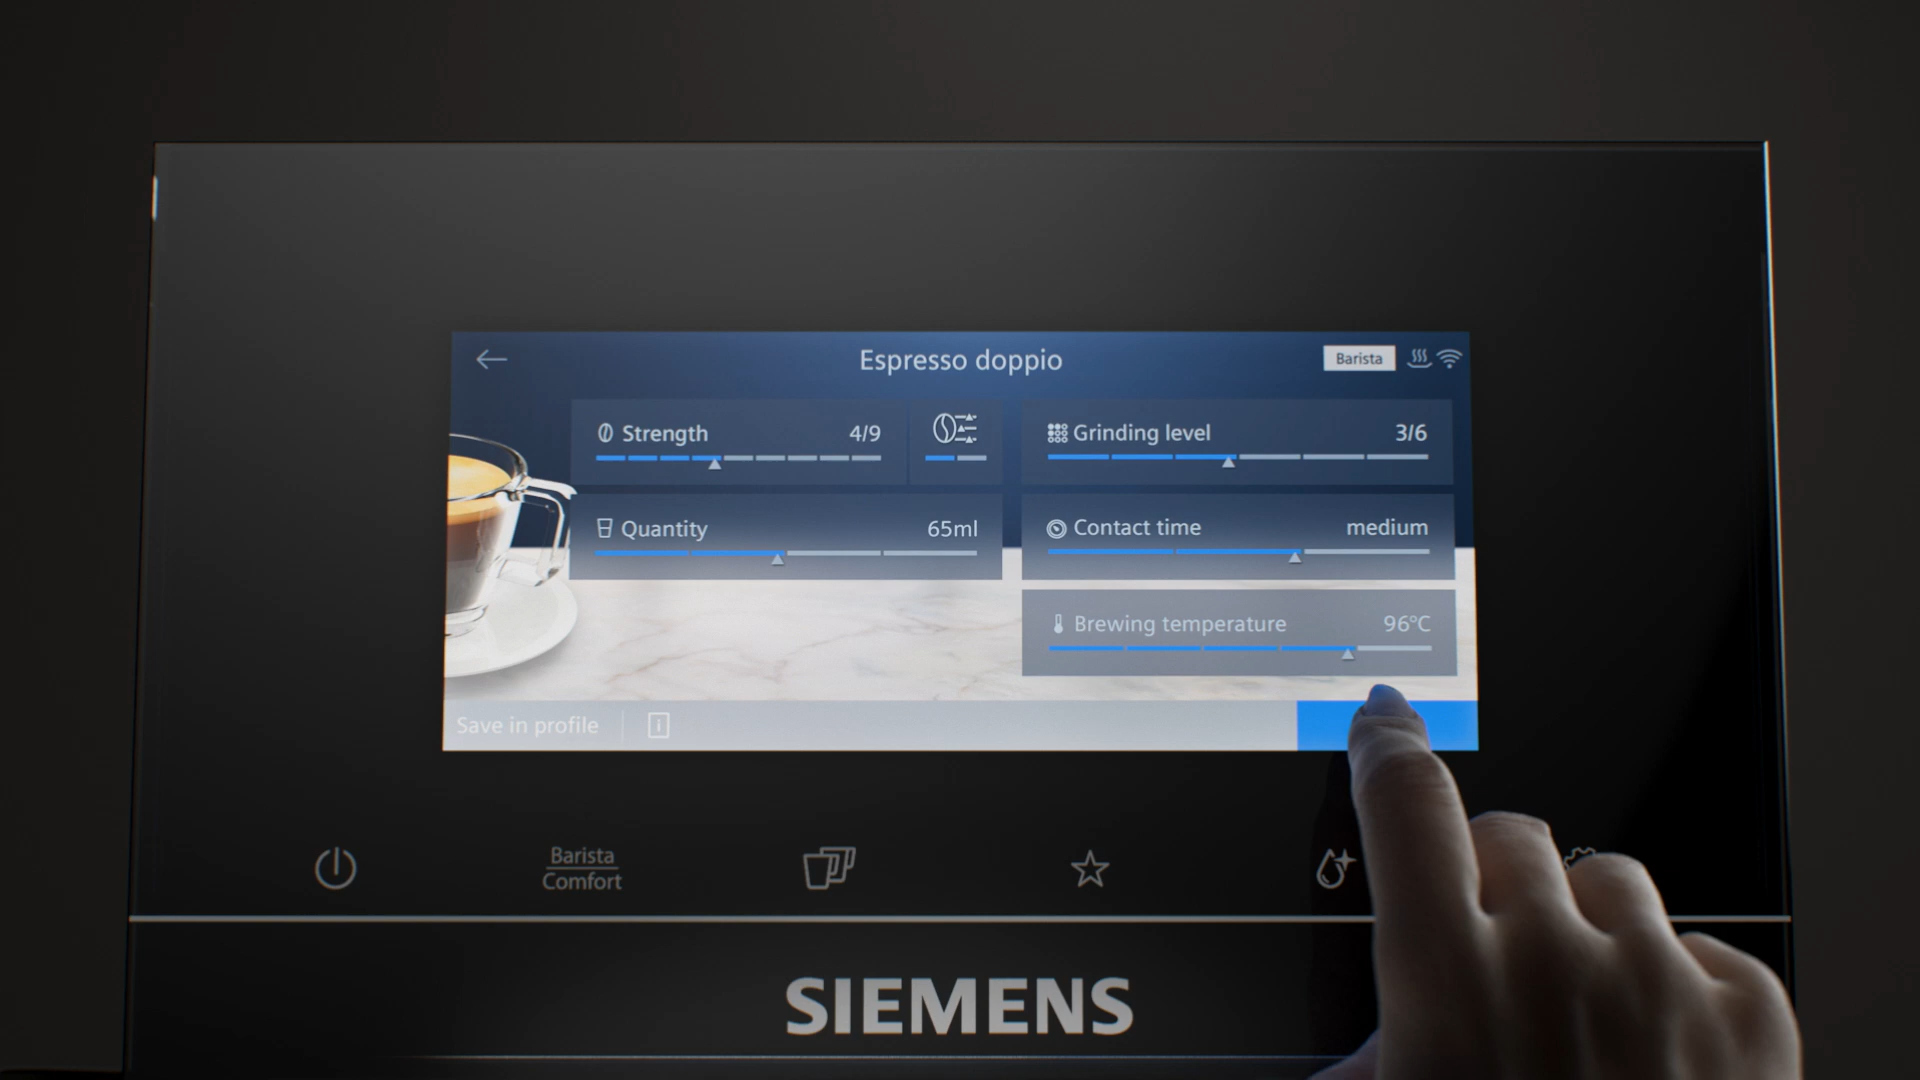 Espresso doppio
Barista
Strength 4/9
Grinding level 3/6
Quantity 65ml
Contact time medium
Brewing temperature 96°C
Save in profile
i
Barista
Comfort
SIEMENS